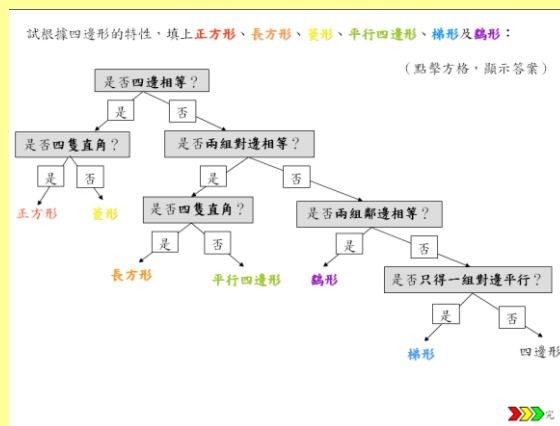 試根據四邊形的特性，填上正方形、長方形、菱形、平行四邊形、梯形及鷂形：
（點擊方格，顯示答案）
是否四邊相等？
是
否
是否四隻直角？
是否兩組對邊相等？
是
否
是
否
正方形
菱形
是否四隻直角？
是否兩組鄰邊相等？
是
否
是
否
長方形
平行四邊形
鷂形
是否只得一組對邊平行？
是
否
梯形
四邊形
完